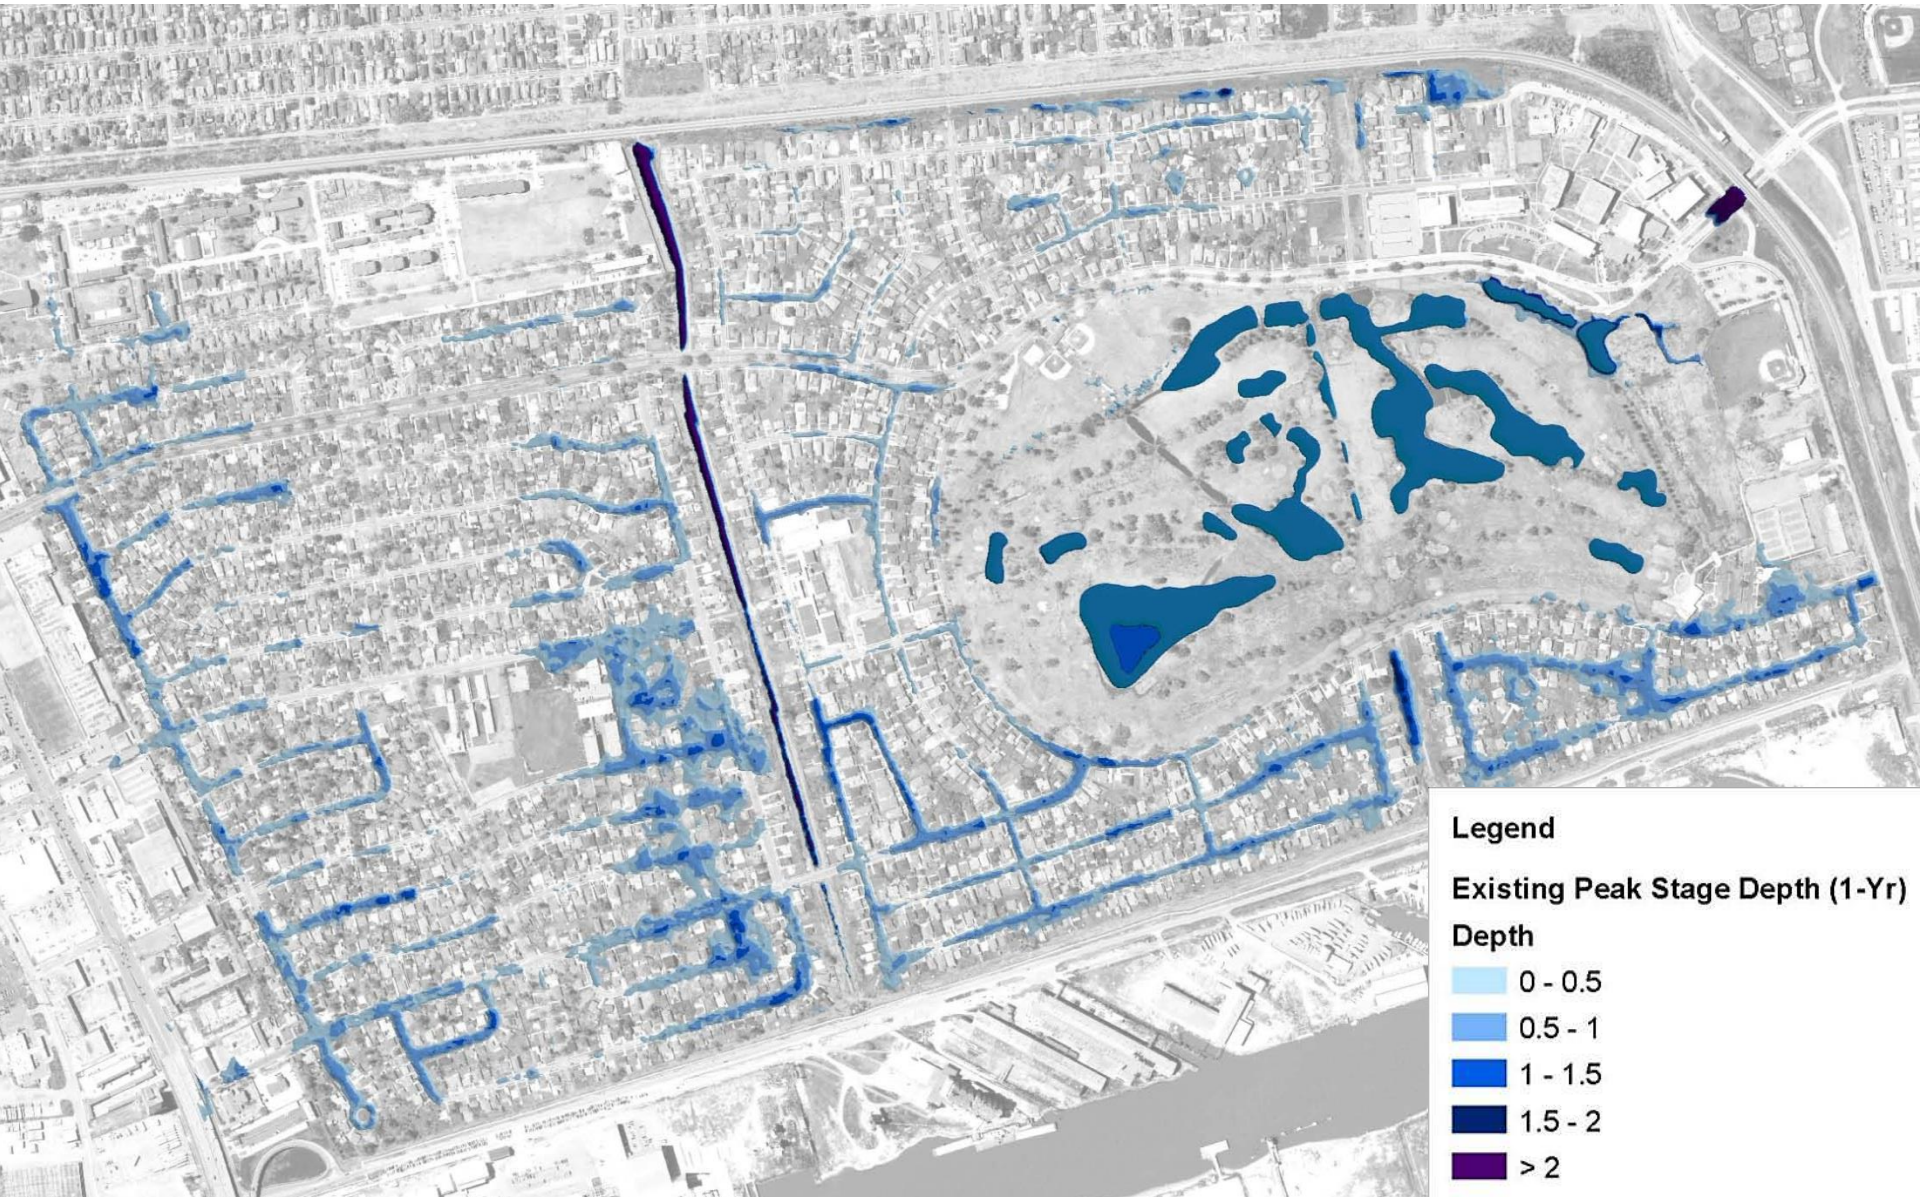 Legend
Existing Peak Stage Depth (1-Yr)
Depth
0 - 0.5
0.5 - 1
1 - 1.5
1.5 - 2
> 2